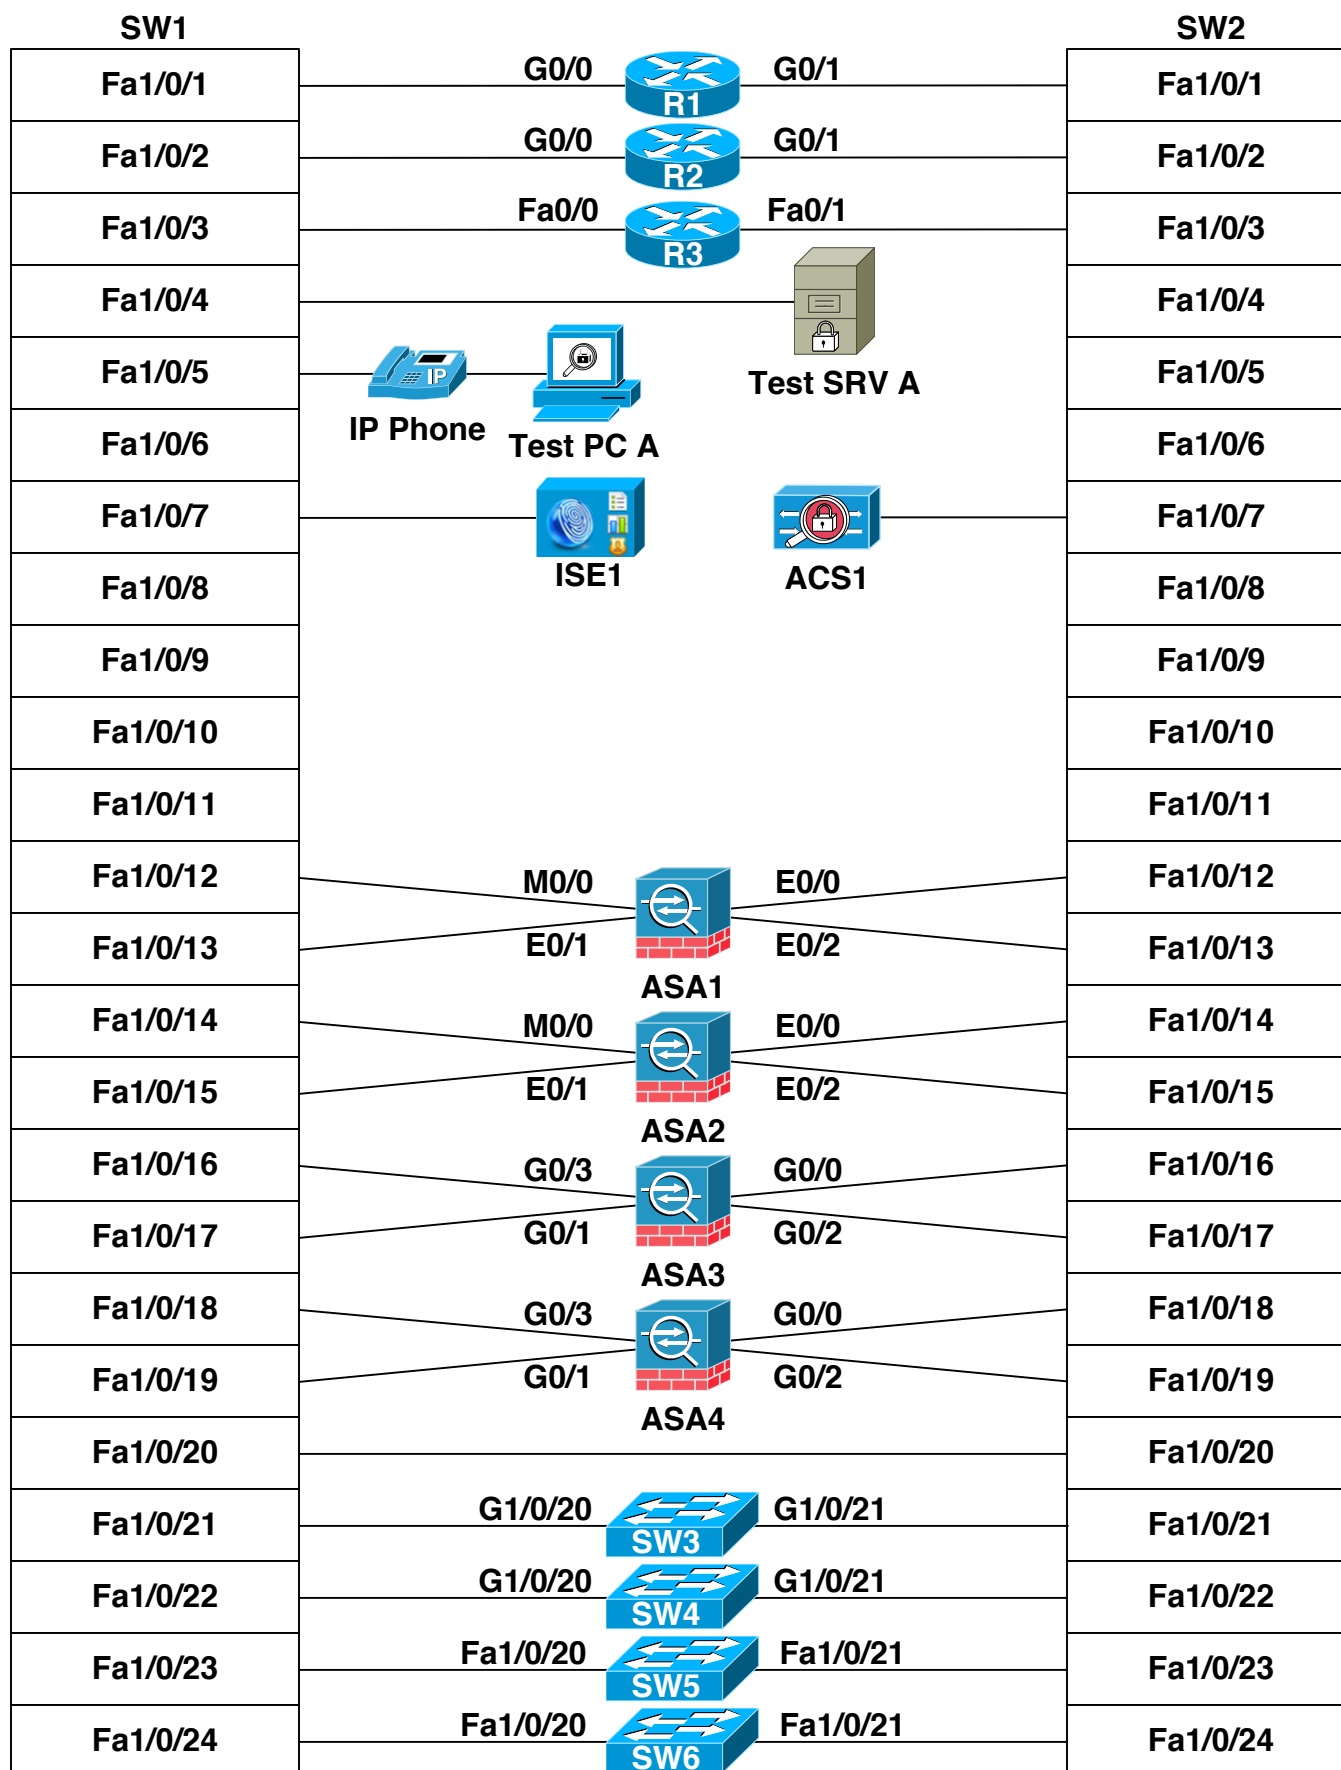 SW1 SW2
Fa1/0/1 G0/0 R1 G0/1 Fa1/0/1
Fa1/0/2 G0/0 R2 G0/1 Fa1/0/2
Fa1/0/3 Fa0/0 R3 Fa0/1 Fa1/0/3
Fa1/0/4 Fa1/0/4
Fa1/0/5 IP Test SRV A Fa1/0/5
IP Phone Test PC A
Fa1/0/6 Fa1/0/6
Fa1/0/7 Fa1/0/7
ISE1 ACS1
Fa1/0/8 Fa1/0/8
Fa1/0/9 Fa1/0/9
Fa1/0/10 Fa1/0/10
Fa1/0/11 Fa1/0/11
Fa1/0/12 M0/0 E0/0 Fa1/0/12
Fa1/0/13 E0/1 E0/2 Fa1/0/13
ASA1
Fa1/0/14 M0/0 E0/0 Fa1/0/14
Fa1/0/15 E0/1 E0/2 Fa1/0/15
ASA2
Fa1/0/16 G0/3 G0/0 Fa1/0/16
Fa1/0/17 G0/1 G0/2 Fa1/0/17
ASA3
Fa1/0/18 G0/3 G0/0 Fa1/0/18
Fa1/0/19 G0/1 G0/2 Fa1/0/19
ASA4
Fa1/0/20 Fa1/0/20
Fa1/0/21 G1/0/20 SW3 G1/0/21 Fa1/0/21
Fa1/0/22 G1/0/20 SW4 G1/0/21 Fa1/0/22
Fa1/0/23 Fa1/0/20 SW5 Fa1/0/21 Fa1/0/23
Fa1/0/24 Fa1/0/20 SW6 Fa1/0/21 Fa1/0/24